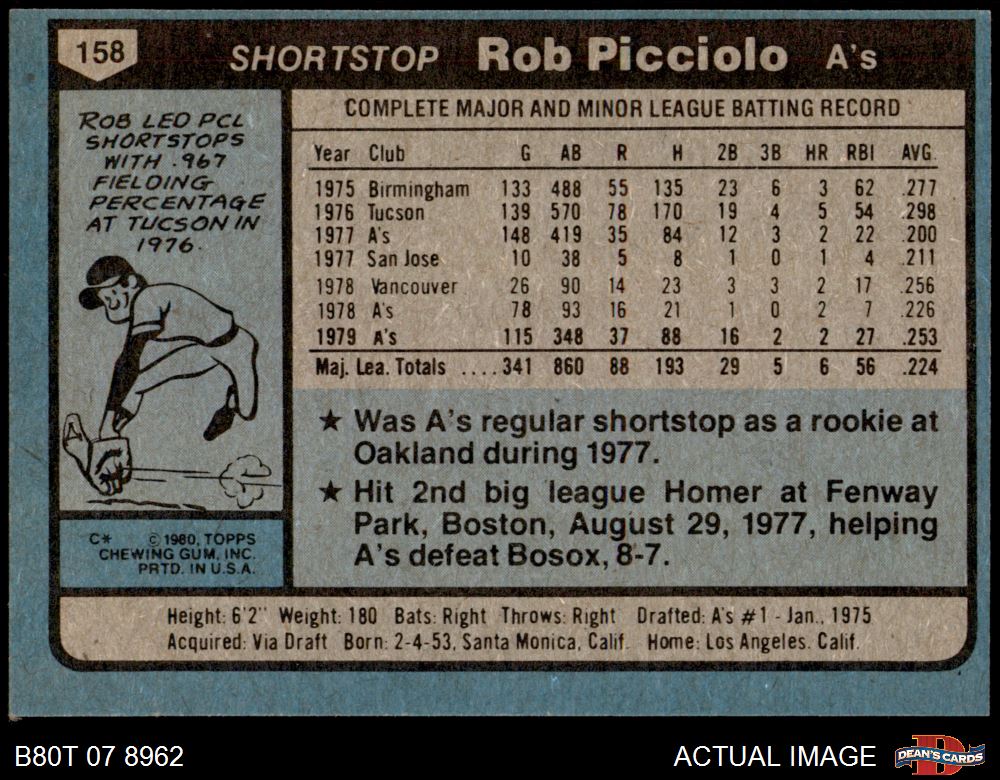 158 SHORTSTOP Rob Picciolo A's
ROB LED PCL
SHORTSTOPS
WITH .967
FIELDING
PERCENTAGE
AT TUCSON IN
1976.
C* © 1980, TOPPS
CHEWING GUM, INC.
PRTD. IN U.S.A.
COMPLETE MAJOR AND MINOR LEAGUE BATTING RECORD
Year Club G AB R H 2B 3B HR RBI AVG.
1975 Birmingham 133 488 55 135 23 6 3 62 .277
1976 Tucson 139 570 78 170 19 4 5 54 .298
1977 A's 148 419 35 84 12 3 2 22 .200
1977 San Jose 10 38 5 8 1 0 1 4 .211
1978 Vancouver 26 90 14 23 3 3 2 17 .256
1978 A's 78 93 16 21 1 0 2 7 .226
1979 A's 115 348 37 88 16 2 2 27 .253
Maj. Lea. Totals .... 341 860 88 193 29 5 6 56 .224
★ Was A's regular shortstop as a rookie at
Oakland during 1977.
★ Hit 2nd big league Homer at Fenway
Park, Boston, August 29, 1977, helping
A's defeat Bosox, 8-7.
Height: 6'2" Weight: 180 Bats: Right Throws: Right Drafted: A's #1 - Jan., 1975
Acquired: Via Draft Born: 2-4-53, Santa Monica, Calif. Home: Los Angeles, Calif.
B80T 07 8962 ACTUAL IMAGE DEAN'S CARDS